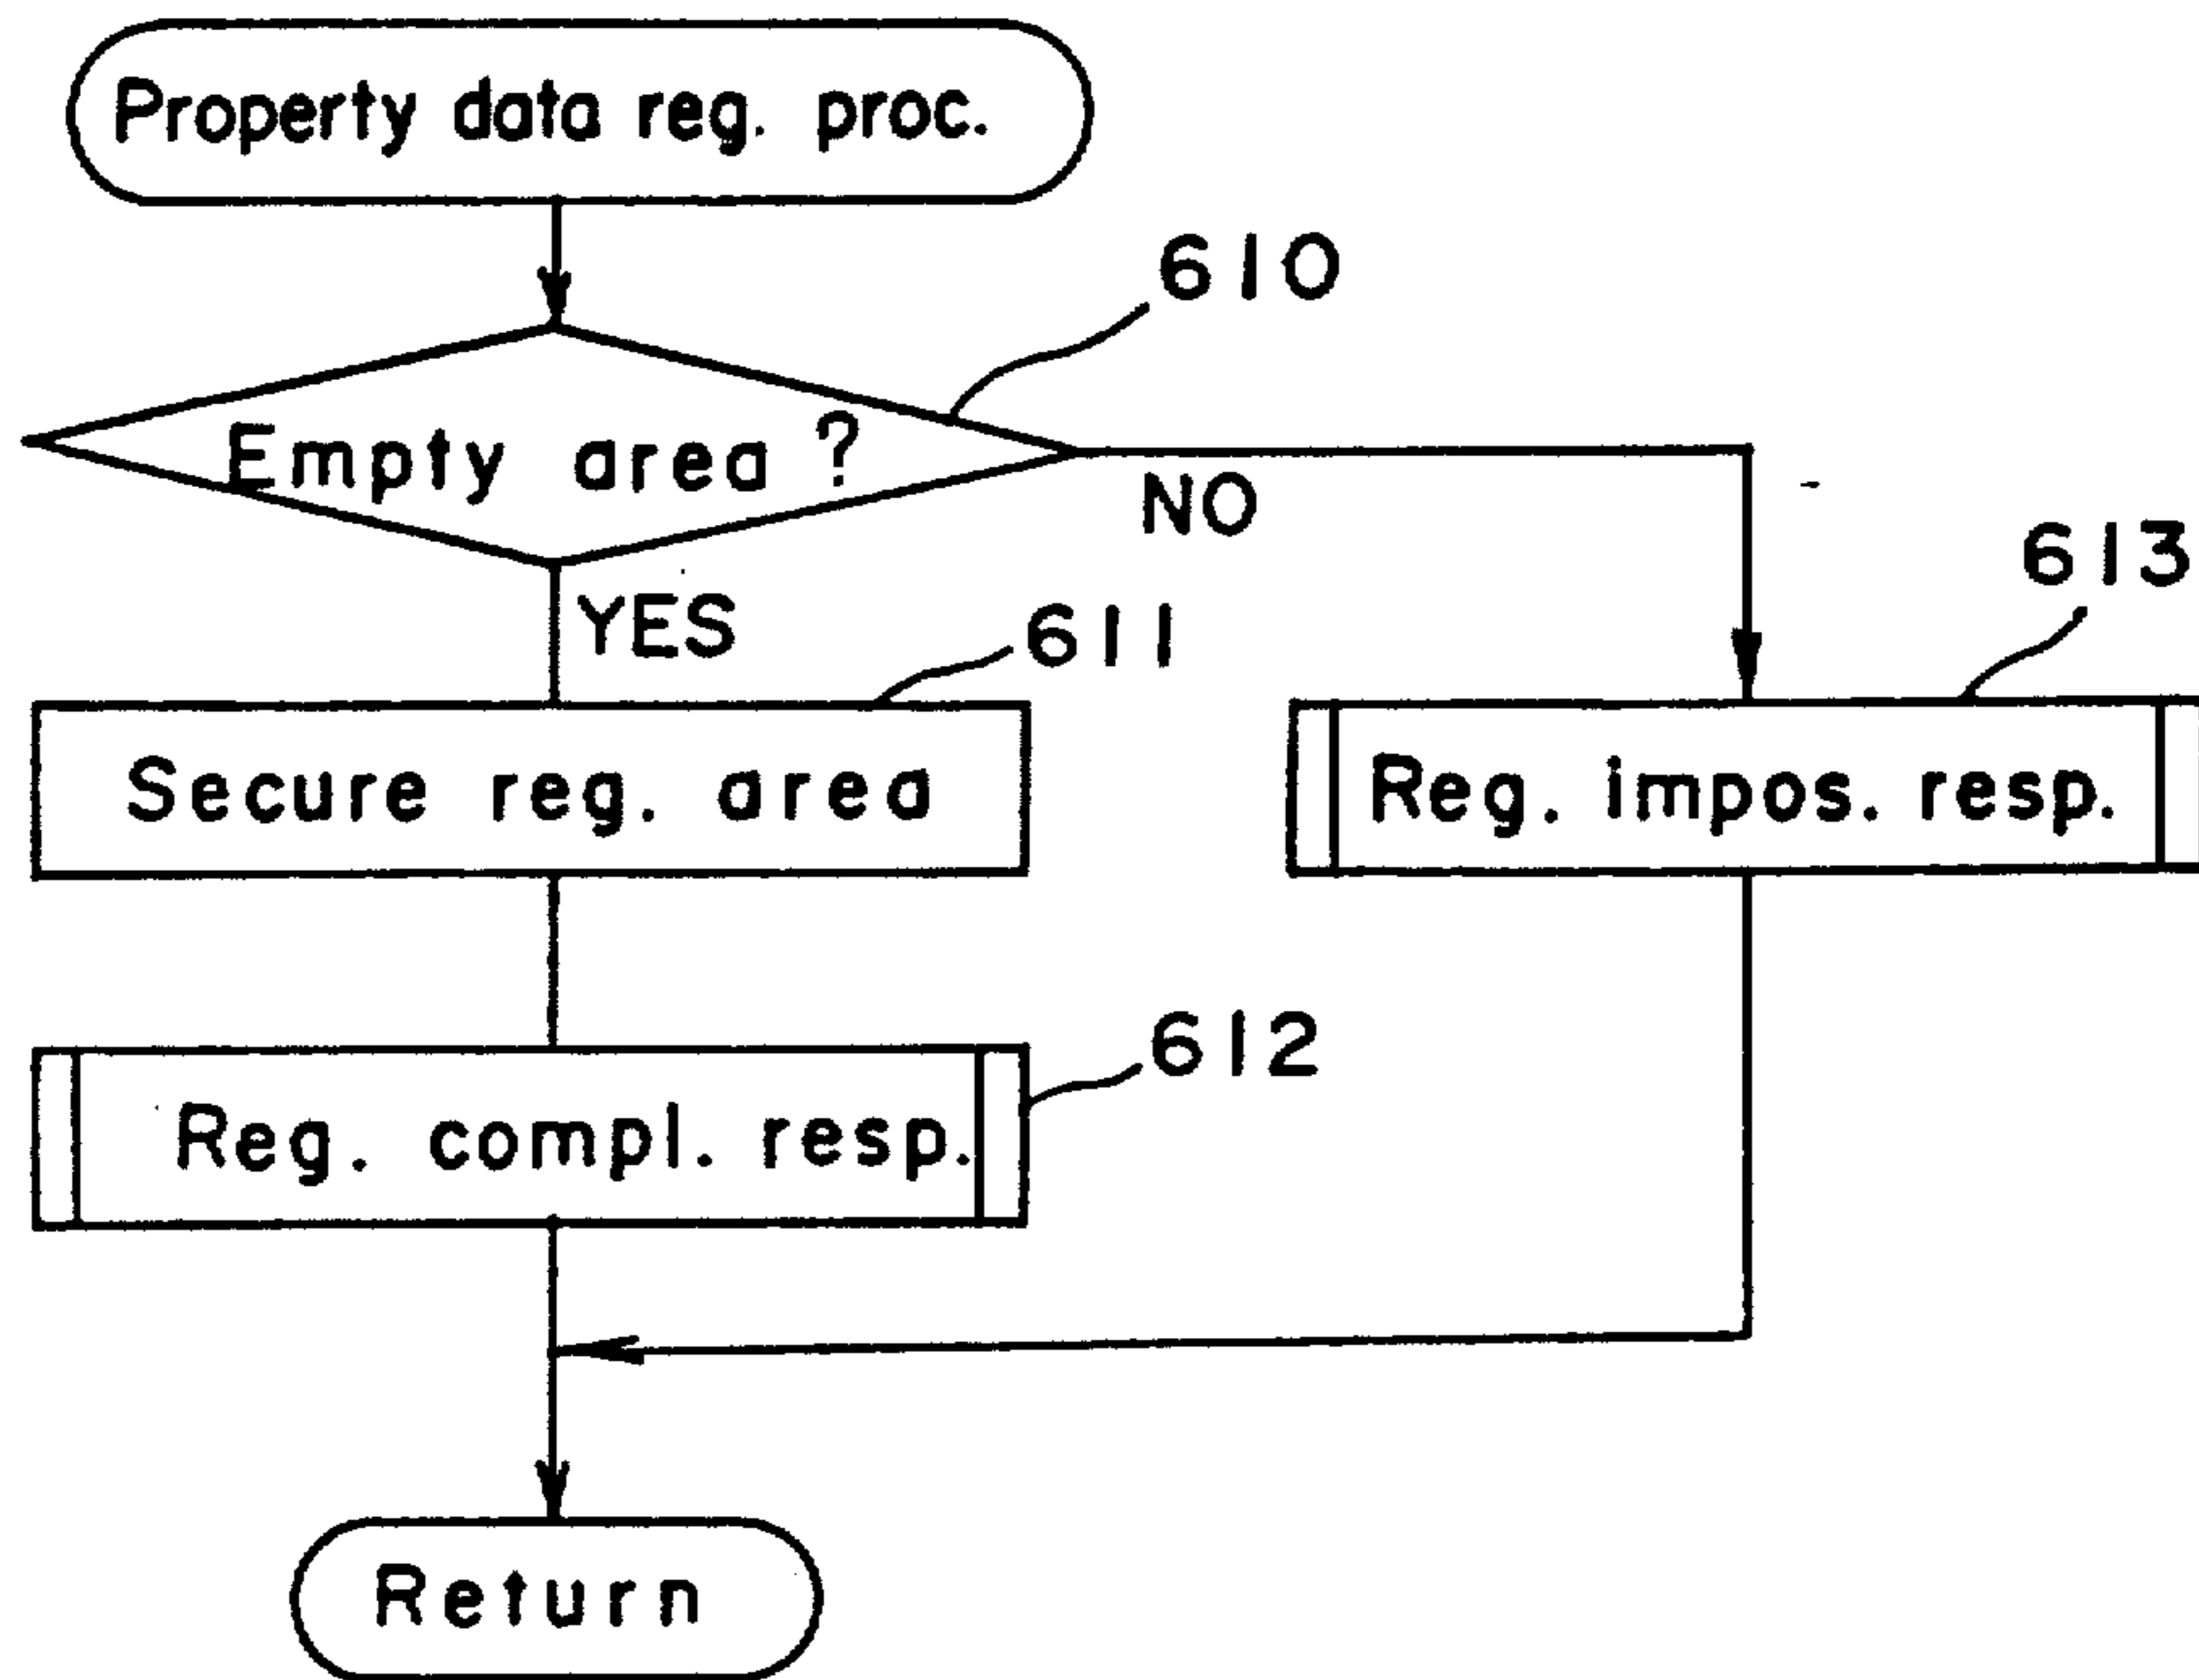 Property data reg. proc.
610
Empty area ?
NO
YES
611
613
Secure reg. area
Reg. impos. resp.
612
Reg. compl. resp.
Return